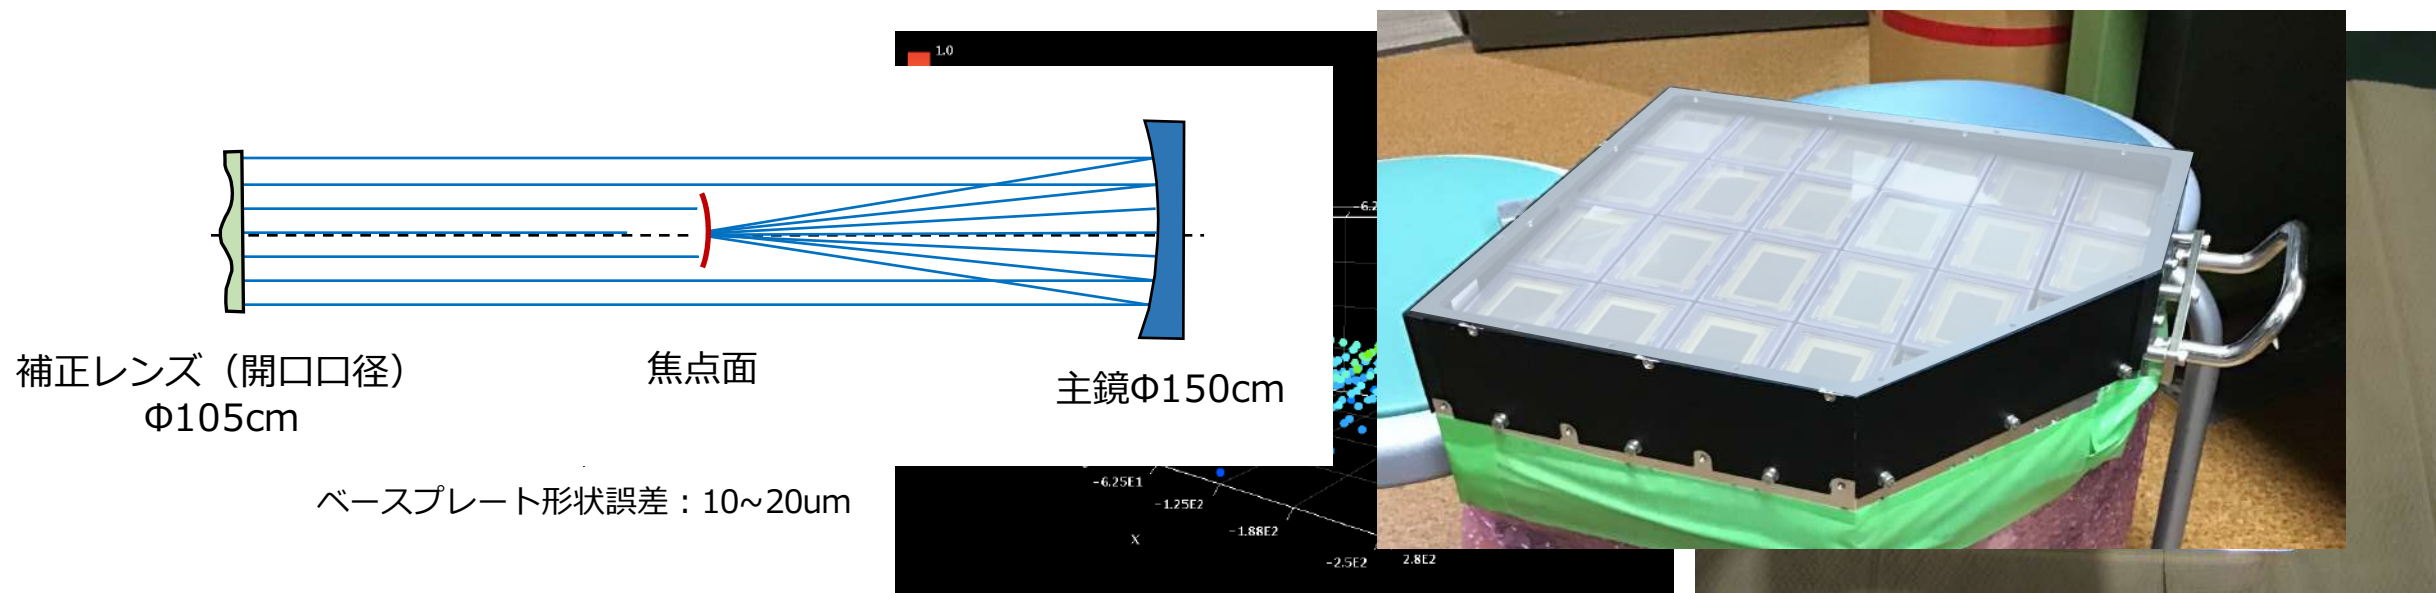 補正レンズ（開口口径）
Φ105cm
焦点面
主鏡Φ150cm
ベースプレート形状誤差：10~20um
1.0
-6.25E1
-1.25E2
-1.88E2
X
-2.5E2
2.8E2